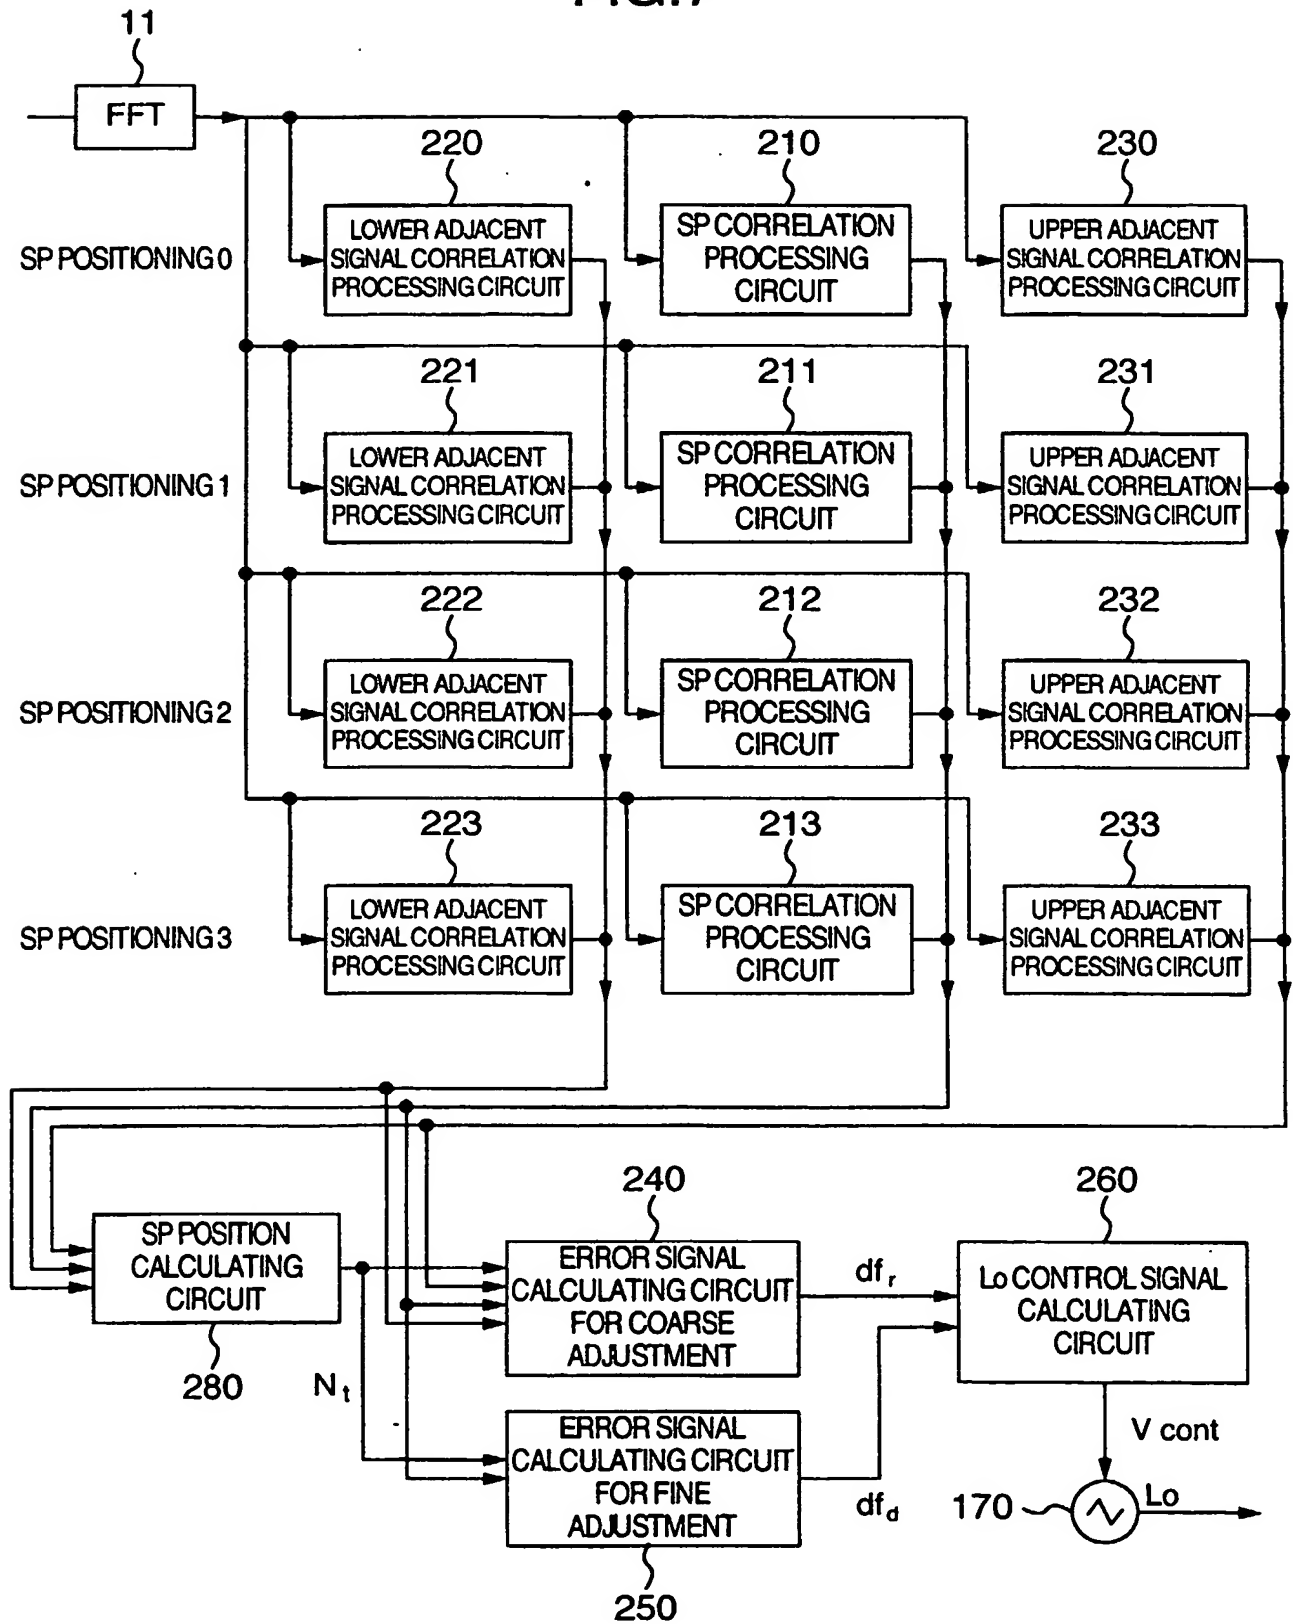 11
FFT
220
210
230
SP POSITIONING 0
LOWER ADJACENT
SIGNAL CORRELATION
PROCESSING CIRCUIT
SP CORRELATION
PROCESSING
CIRCUIT
UPPER ADJACENT
SIGNAL CORRELATION
PROCESSING CIRCUIT
221
211
231
SP POSITIONING 1
LOWER ADJACENT
SIGNAL CORRELATION
PROCESSING CIRCUIT
SP CORRELATION
PROCESSING
CIRCUIT
UPPER ADJACENT
SIGNAL CORRELATION
PROCESSING CIRCUIT
222
212
232
SP POSITIONING 2
LOWER ADJACENT
SIGNAL CORRELATION
PROCESSING CIRCUIT
SP CORRELATION
PROCESSING
CIRCUIT
UPPER ADJACENT
SIGNAL CORRELATION
PROCESSING CIRCUIT
223
213
233
SP POSITIONING 3
LOWER ADJACENT
SIGNAL CORRELATION
PROCESSING CIRCUIT
SP CORRELATION
PROCESSING
CIRCUIT
UPPER ADJACENT
SIGNAL CORRELATION
PROCESSING CIRCUIT
SP POSITION
CALCULATING
CIRCUIT
280
Nt
240
ERROR SIGNAL
CALCULATING CIRCUIT
FOR COARSE
ADJUSTMENT
dfr
260
Lo CONTROL SIGNAL
CALCULATING
CIRCUIT
ERROR SIGNAL
CALCULATING CIRCUIT
FOR FINE
ADJUSTMENT
250
dfd
V cont
170
Lo